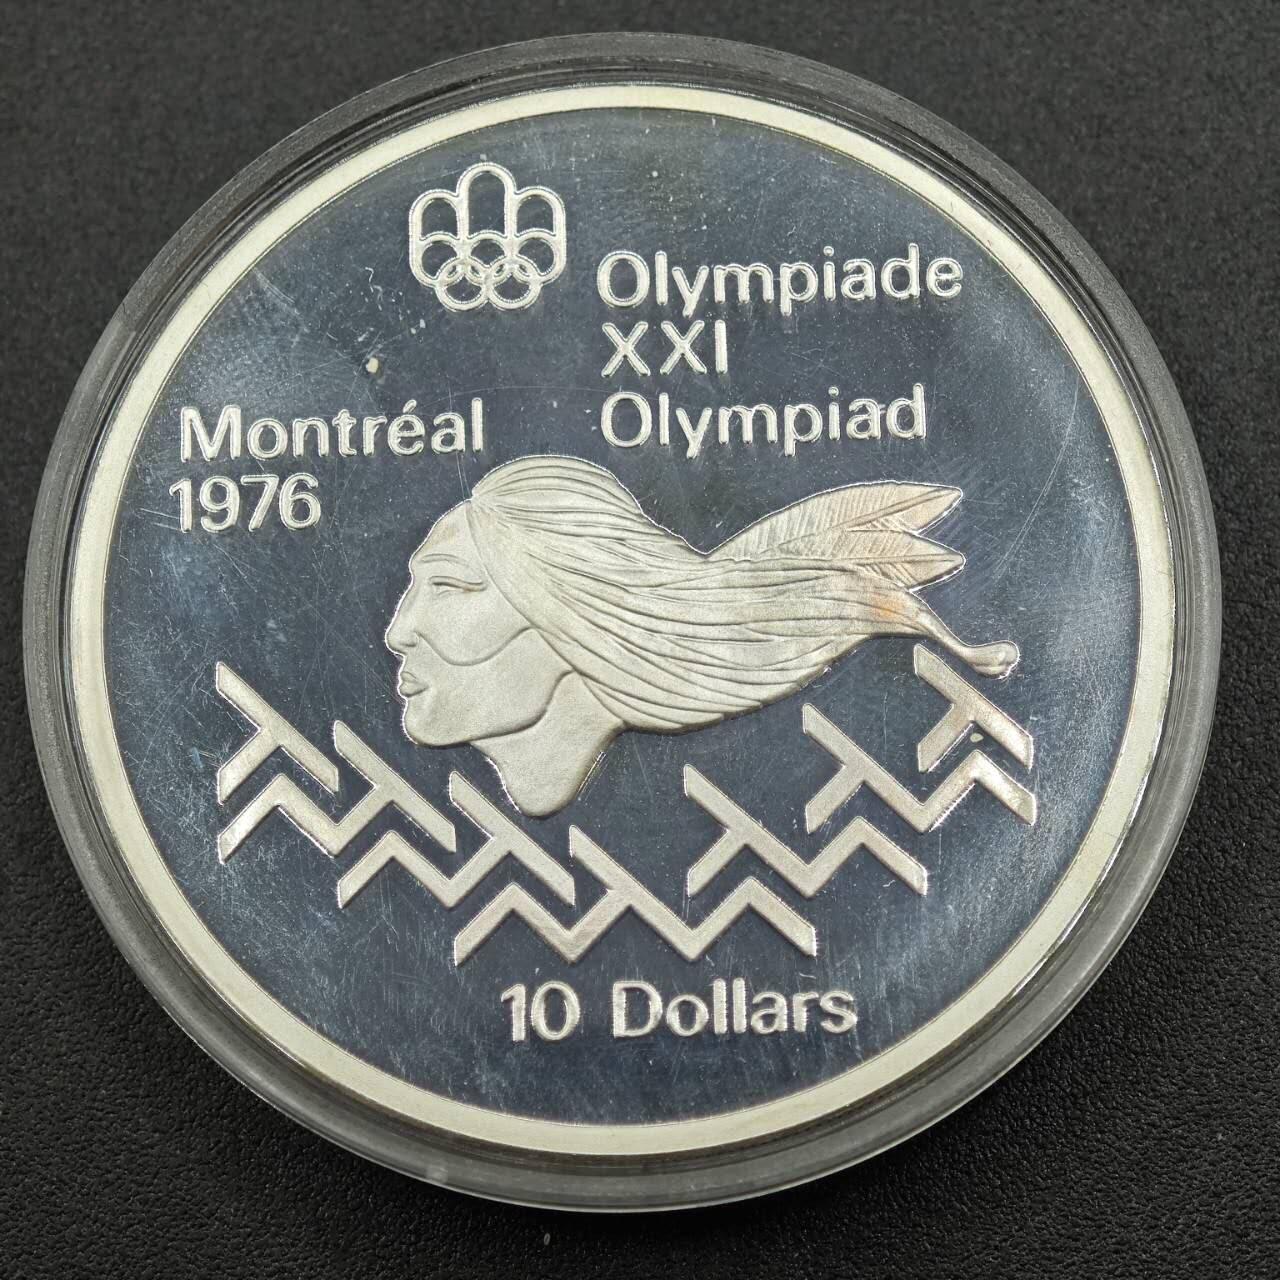 Olympiade
XXI
Olympiad
Montréal
1976
10 Dollars